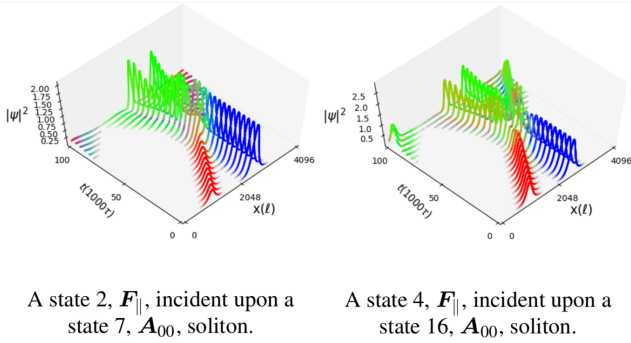 |ψ|²
2.00
1.75
1.50
1.25
1.00
0.75
0.50
0.25
100
50
0
t(1000τ)
0
2048
4096
x(ℓ)
|ψ|²
2.5
2.0
1.5
1.0
0.5
100
50
0
t(1000τ)
0
2048
4096
x(ℓ)
A state 2, F∥, incident upon a
state 7, A₀₀, soliton.
A state 4, F∥, incident upon a
state 16, A₀₀, soliton.